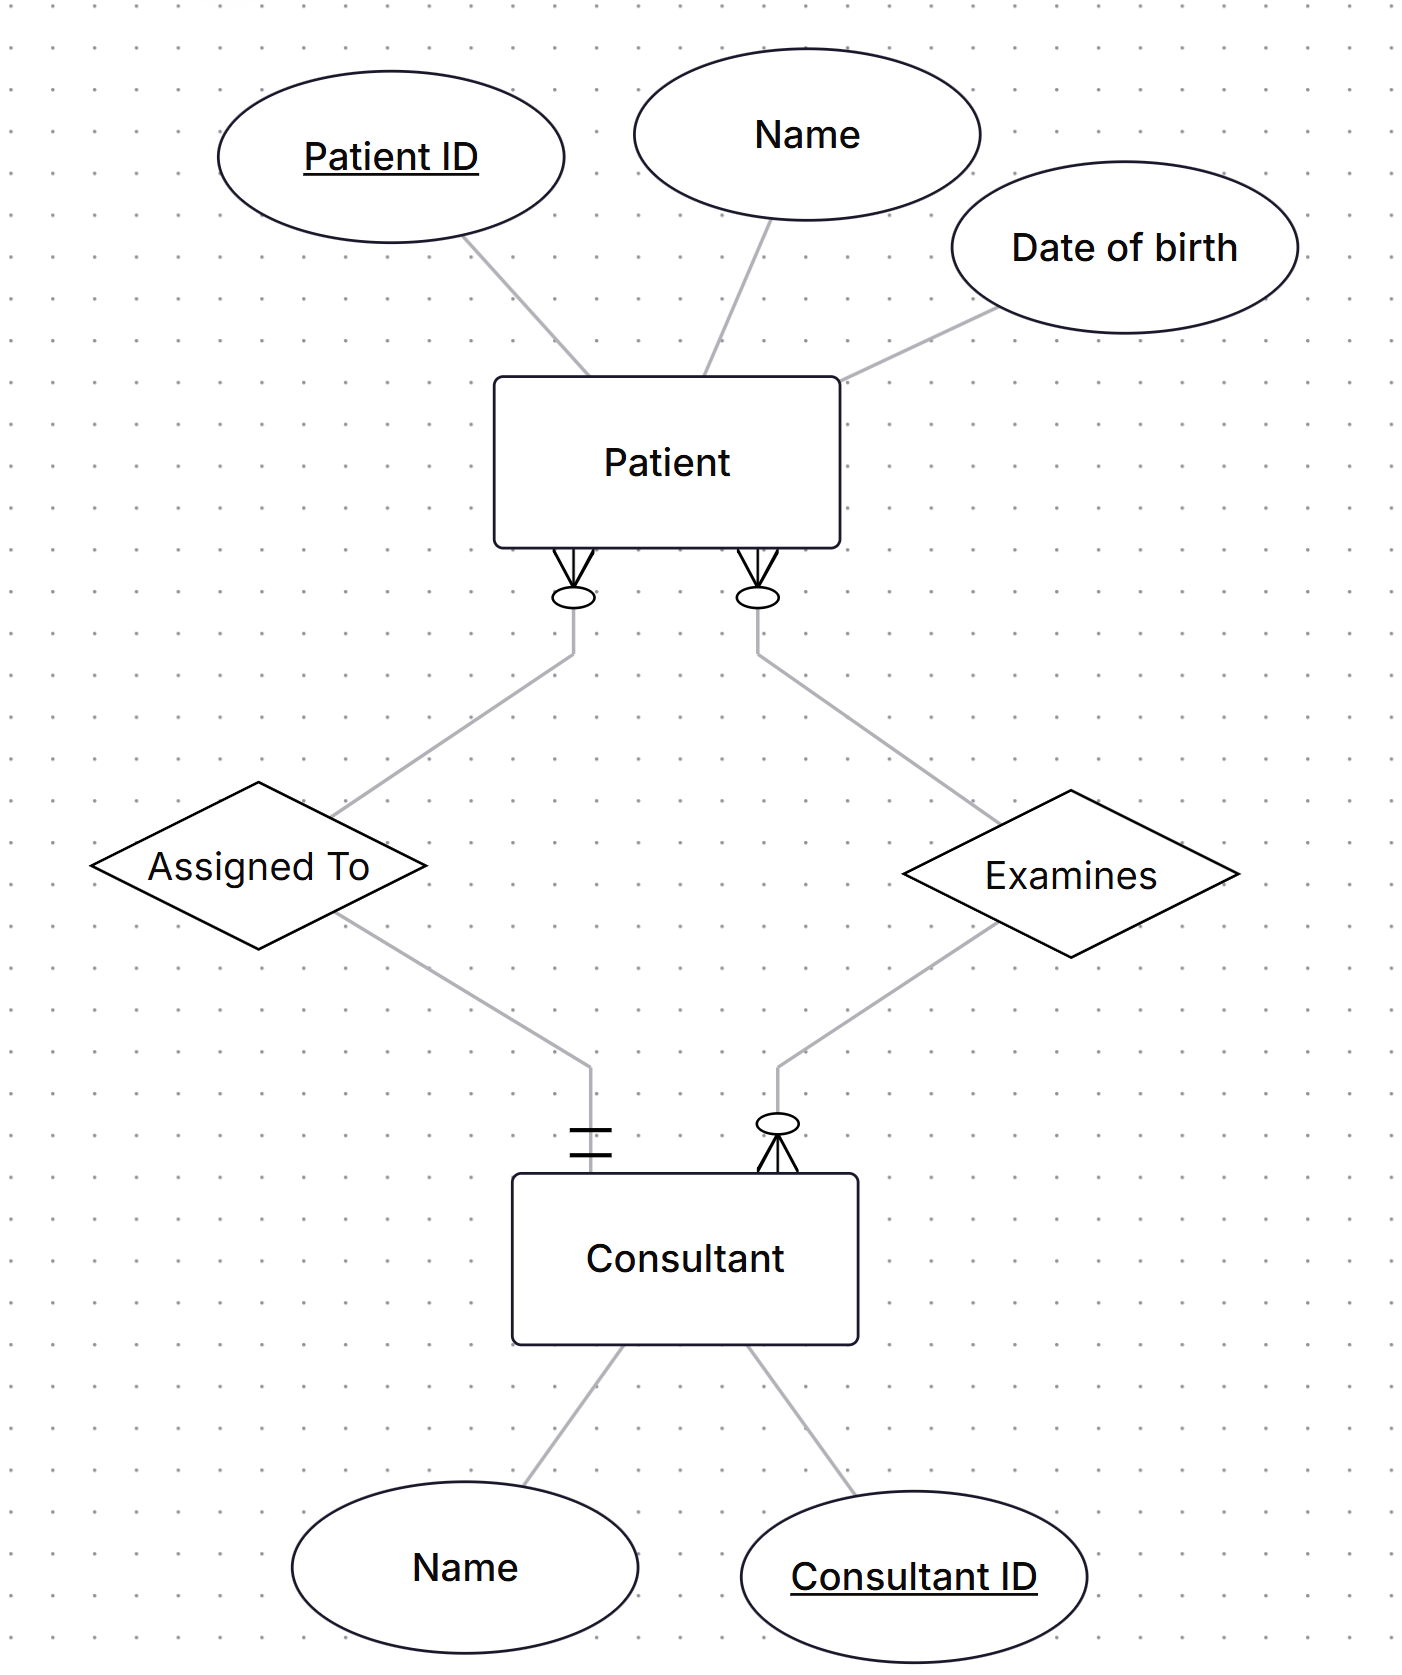 Patient ID
Name
Date of birth
Patient
Assigned To
Examines
Consultant
Name
Consultant ID